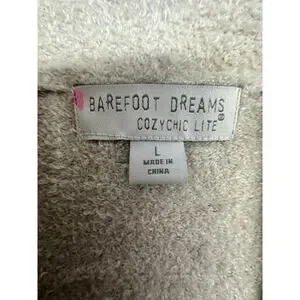 BAREFOOT DREAMS®
COZYCHIC LITE
L
MADE IN
CHINA